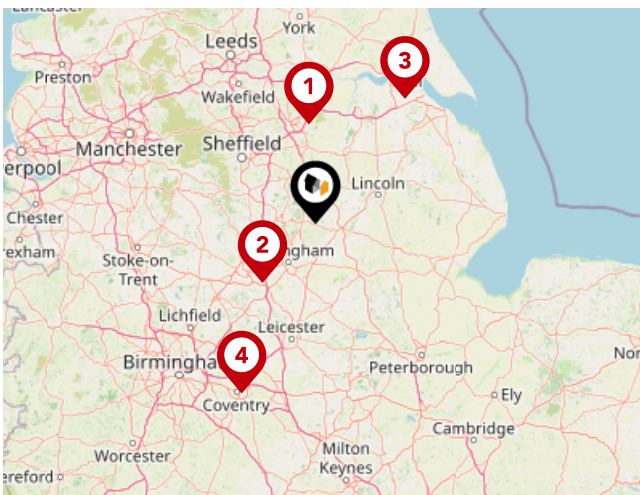 York
Leeds
3
Preston
1
Wakefield
Manchester
Sheffield
erpool
Lincoln
Chester
2
rexham
ngham
Stoke-on-
Trent
Lichfield
Leicester
4
Birmingha
Peterborough
Nor
Ely
Coventry
Cambridge
Worcester
Milton
Keynes
ereford